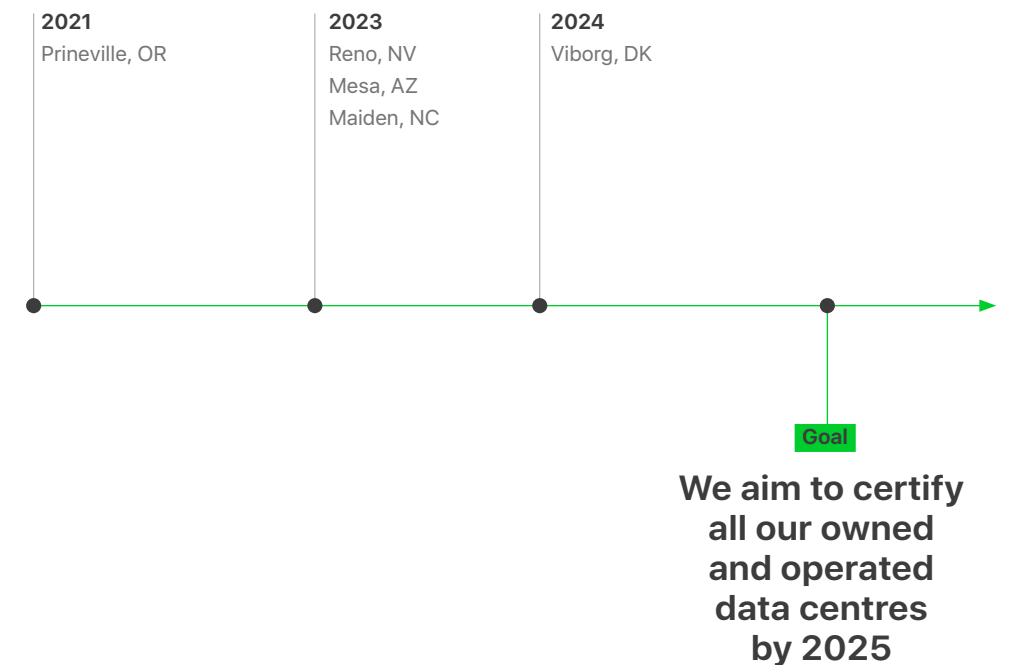 2021
Prineville, OR
2023
Reno, NV
Mesa, AZ
Maiden, NC
2024
Viborg, DK
Goal
We aim to certify
all our owned
and operated
data centres
by 2025